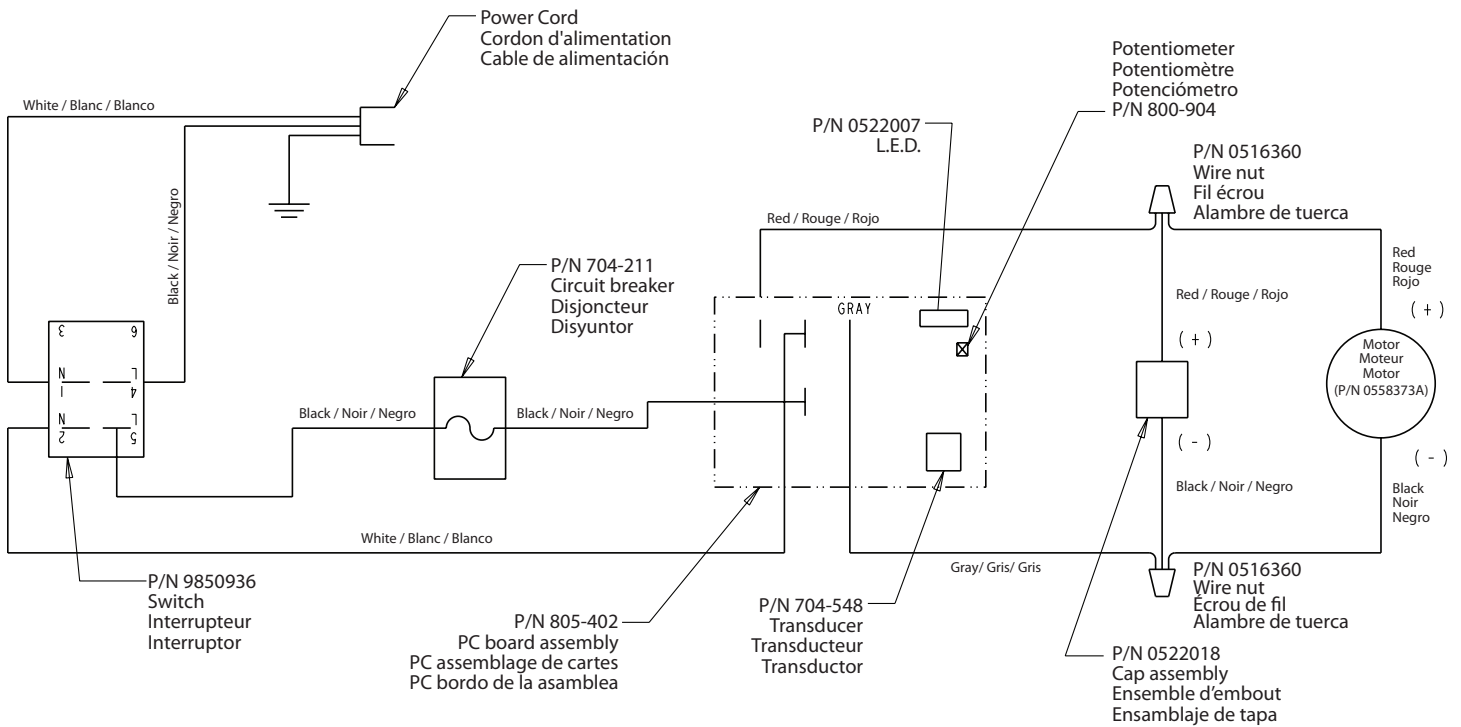 Power Cord
Cordon d'alimentation
Cable de alimentación
White / Blanc / Blanco
Black / Noir / Negro
P/N 704-211
Circuit breaker
Disjoncteur
Disyuntor
3 6
N L
1 4
N L
2 5
Black / Noir / Negro
Black / Noir / Negro
White / Blanc / Blanco
P/N 9850936
Switch
Interrupteur
Interruptor
P/N 805-402
PC board assembly
PC assemblage de cartes
PC bordo de la asamblea
P/N 0522007
L.E.D.
Potentiometer
Potentiomètre
Potenciómetro
P/N 800-904
Red / Rouge / Rojo
GRAY
P/N 704-548
Transducer
Transducteur
Transductor
Gray/ Gris/ Gris
P/N 0516360
Wire nut
Fil écrou
Alambre de tuerca
Red / Rouge / Rojo
( + )
( - )
Black / Noir / Negro
Red
Rouge
Rojo
( + )
Motor
Moteur
Motor
(P/N 0558373A)
( - )
Black
Noir
Negro
P/N 0516360
Wire nut
Écrou de fil
Alambre de tuerca
P/N 0522018
Cap assembly
Ensemble d’embout
Ensamblaje de tapa